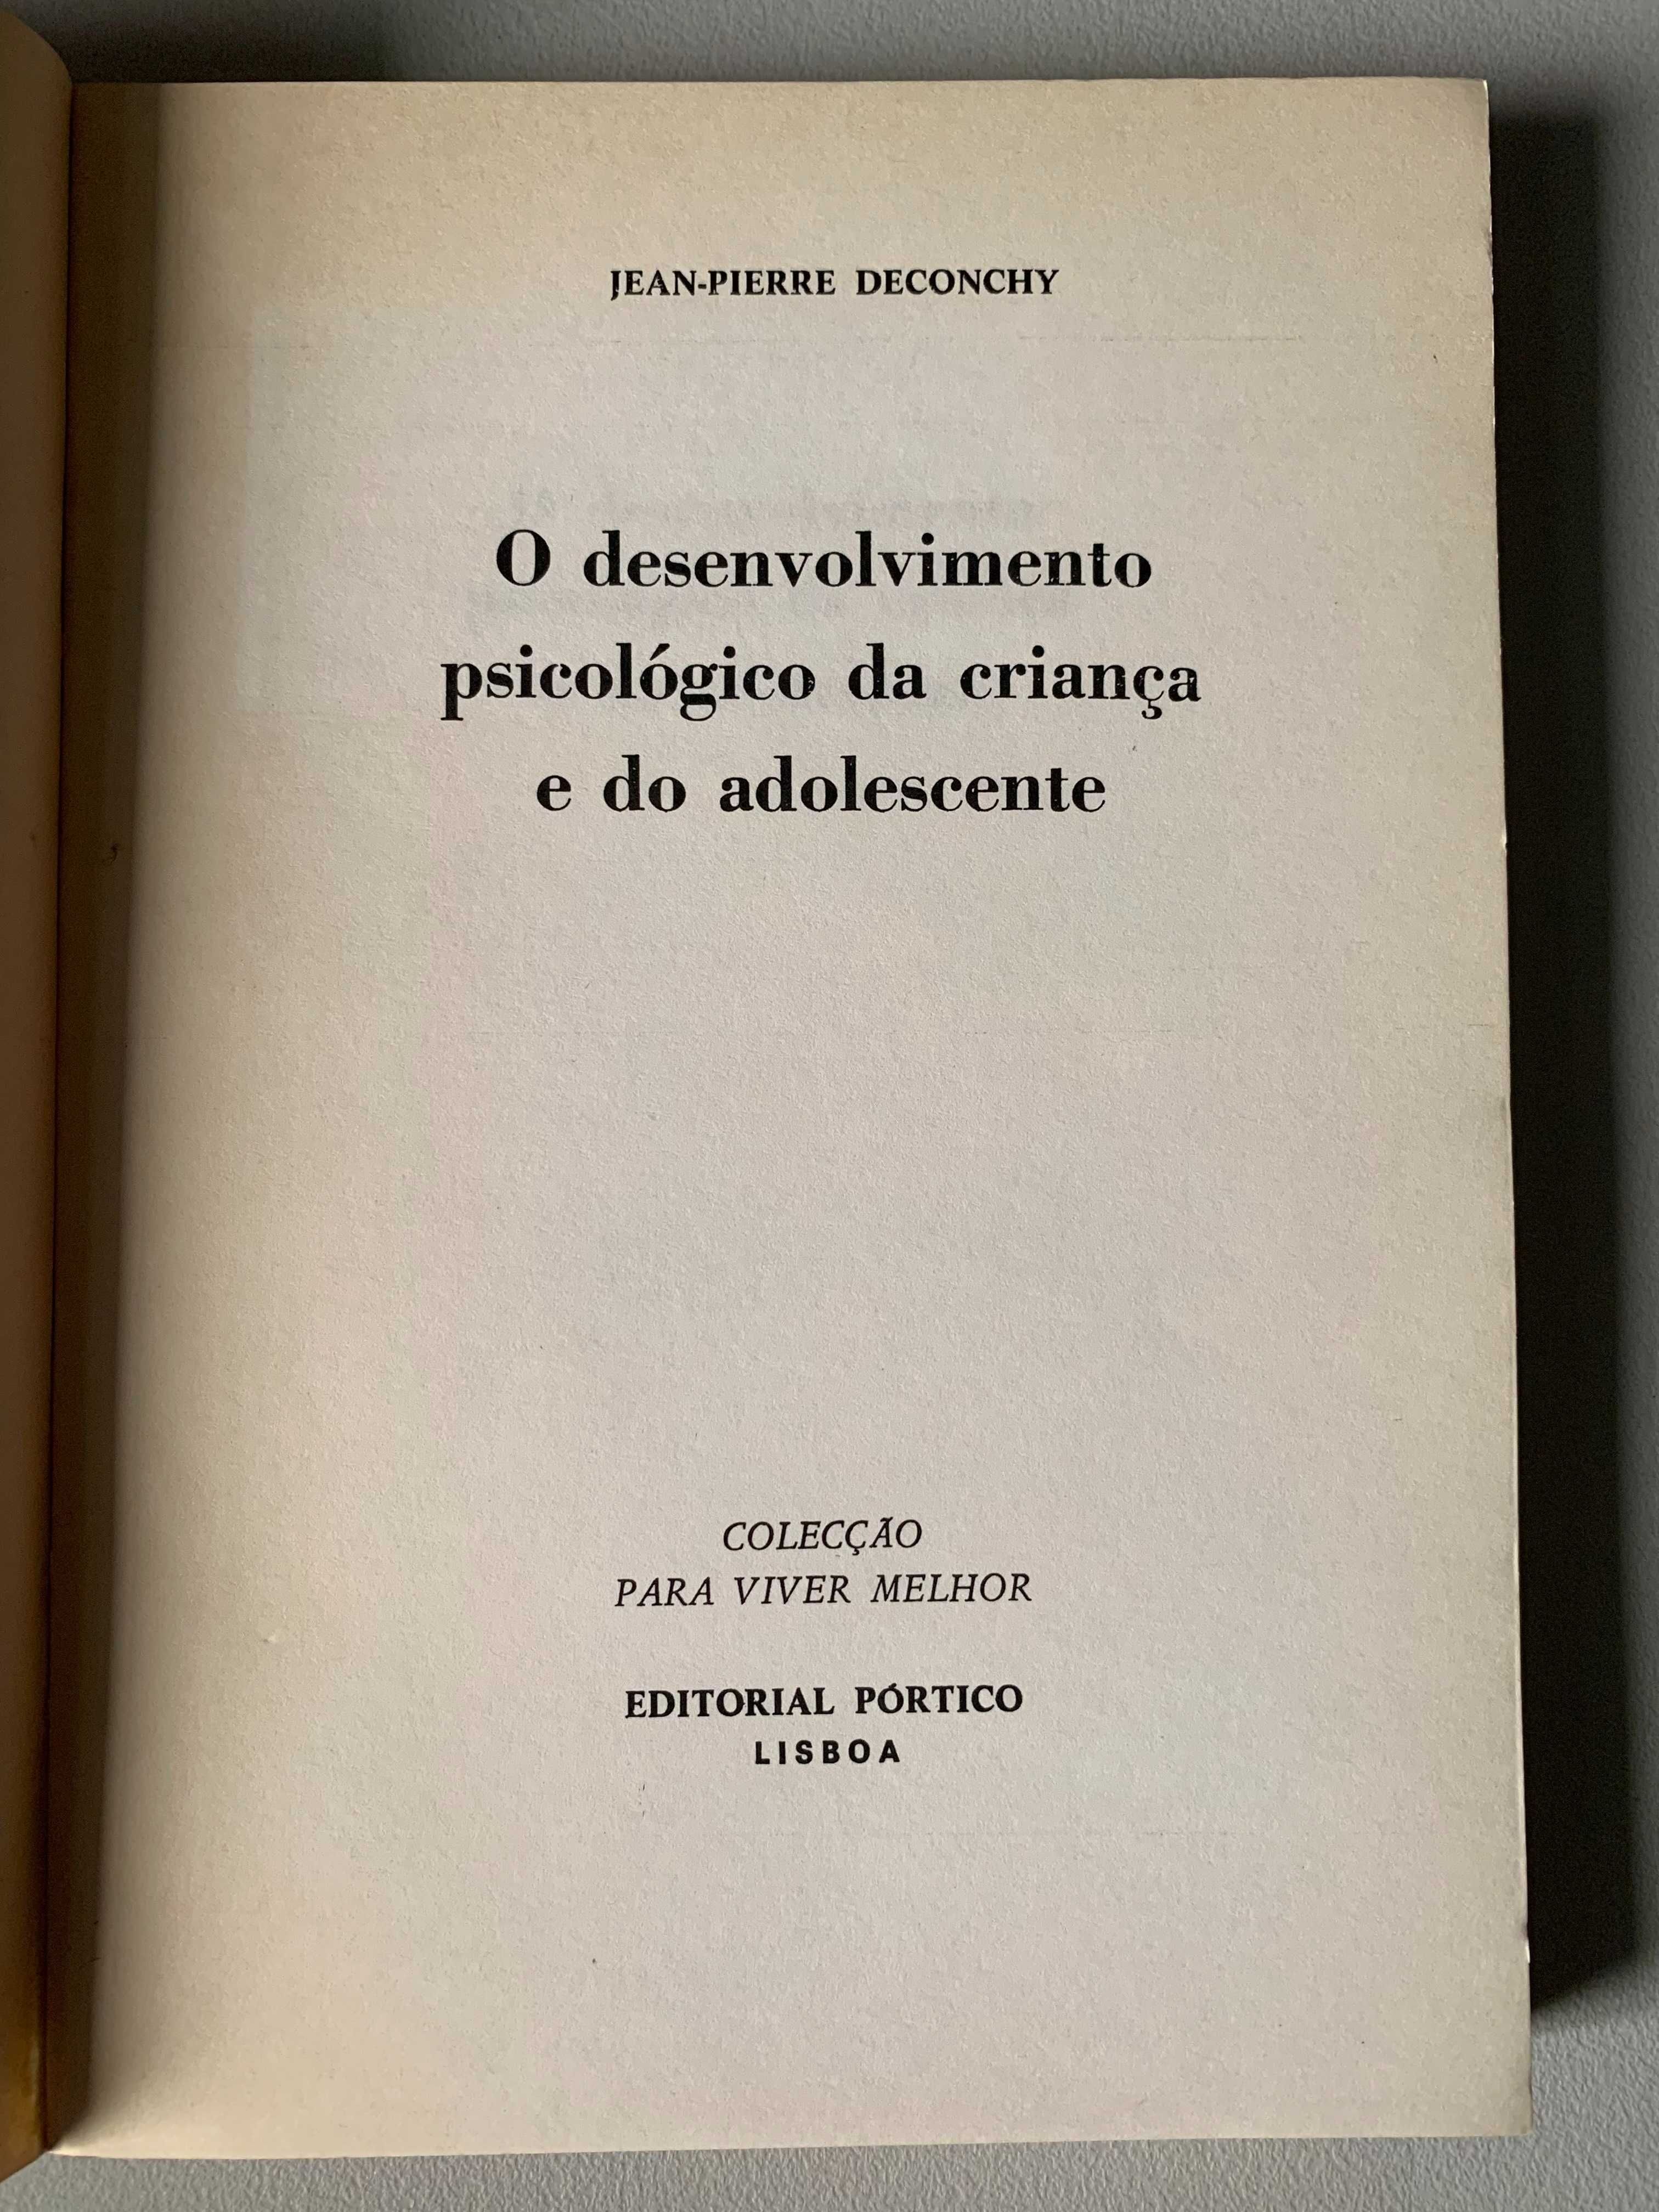 JEAN-PIERRE DECONCHY
O desenvolvimento
psicológico da criança
e do adolescente
COLECÇÃO
PARA VIVER MELHOR
EDITORIAL PÓRTICO
LISBOA